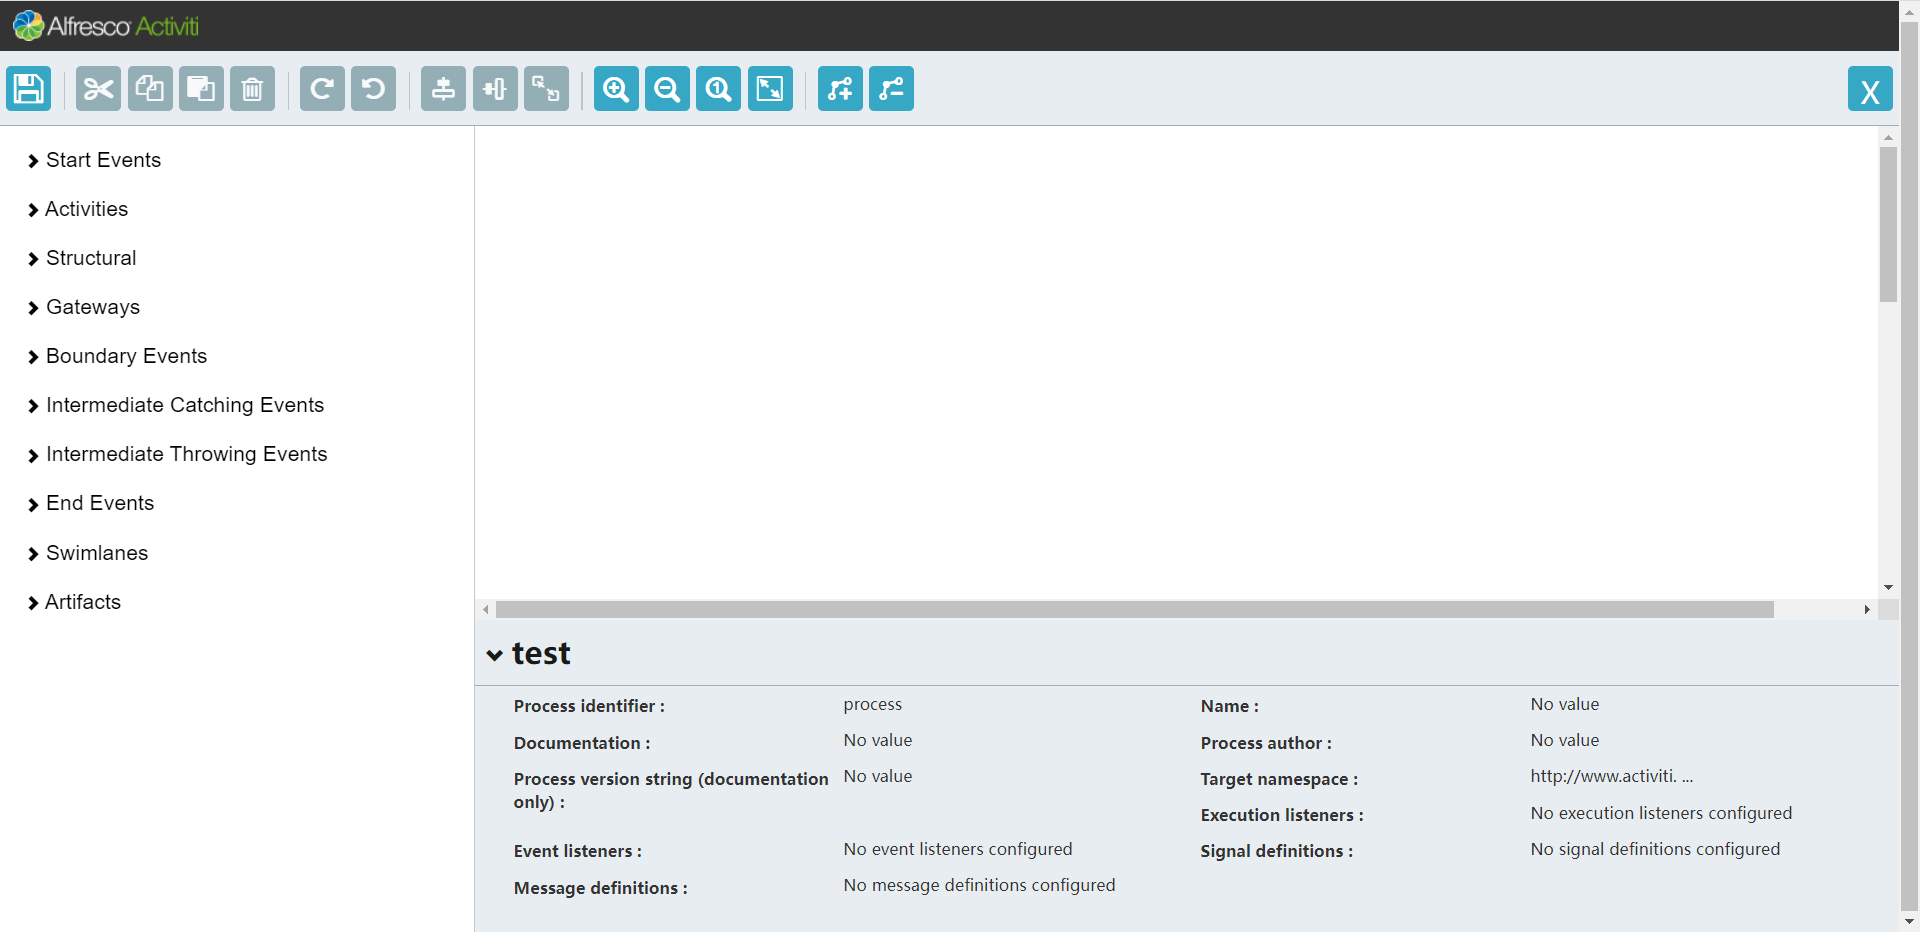 Alfresco Activiti
X
Start Events
Activities
Structural
Gateways
Boundary Events
Intermediate Catching Events
Intermediate Throwing Events
End Events
Swimlanes
Artifacts
test
Process identifier : process
Name : No value
Documentation : No value
Process author : No value
Process version string (documentation only) : No value
Target namespace : http://www.activiti. ...
Execution listeners : No execution listeners configured
Event listeners : No event listeners configured
Signal definitions : No signal definitions configured
Message definitions : No message definitions configured